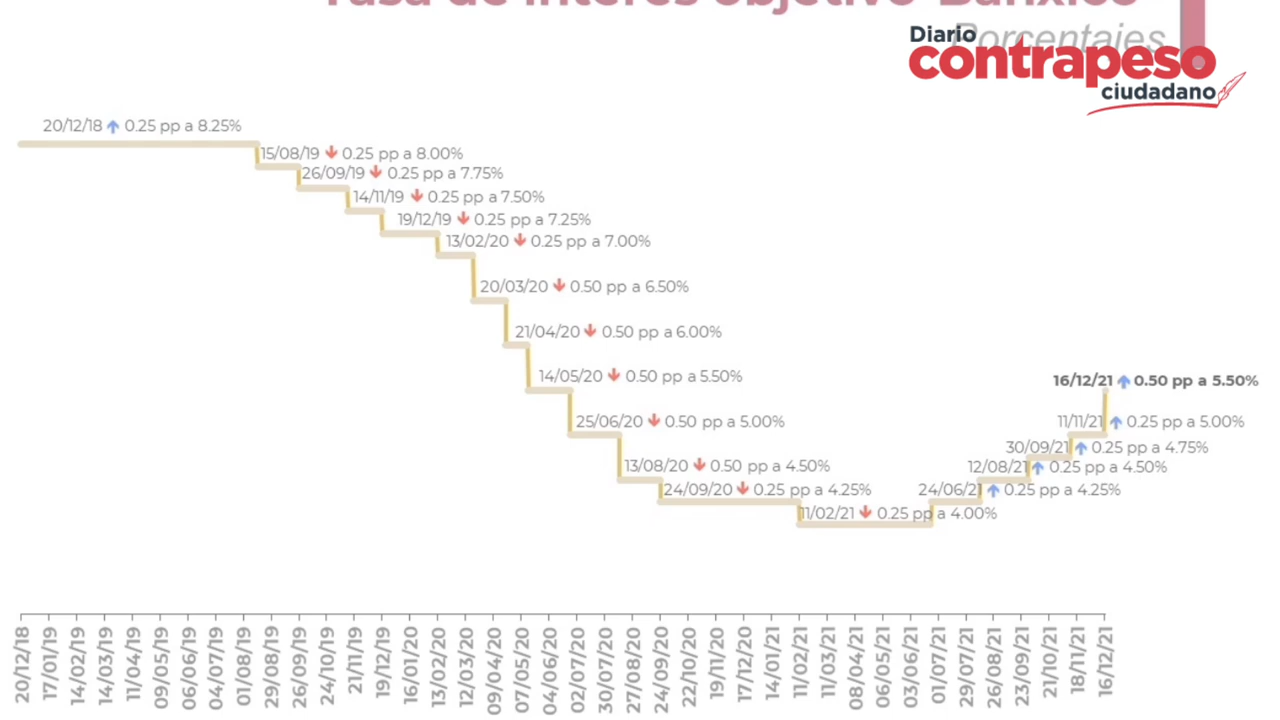 Tasa de interés objetivo Banxico
Porcentajes
Diario
contrapeso
ciudadano
20/12/18 ↑ 0.25 pp a 8.25%
15/08/19 ↓ 0.25 pp a 8.00%
26/09/19 ↓ 0.25 pp a 7.75%
14/11/19 ↓ 0.25 pp a 7.50%
19/12/19 ↓ 0.25 pp a 7.25%
13/02/20 ↓ 0.25 pp a 7.00%
20/03/20 ↓ 0.50 pp a 6.50%
21/04/20 ↓ 0.50 pp a 6.00%
14/05/20 ↓ 0.50 pp a 5.50%
16/12/21 ↑ 0.50 pp a 5.50%
25/06/20 ↓ 0.50 pp a 5.00%
11/11/21 ↑ 0.25 pp a 5.00%
30/09/21 ↑ 0.25 pp a 4.75%
13/08/20 ↓ 0.50 pp a 4.50%
12/08/21 ↑ 0.25 pp a 4.50%
24/09/20 ↓ 0.25 pp a 4.25%
24/06/21 ↑ 0.25 pp a 4.25%
11/02/21 ↓ 0.25 pp a 4.00%
20/12/18
17/01/19
14/02/19
14/03/19
11/04/19
09/05/19
06/06/19
04/07/19
01/08/19
29/08/19
26/09/19
24/10/19
21/11/19
19/12/19
16/01/20
13/02/20
12/03/20
09/04/20
07/05/20
04/06/20
02/07/20
30/07/20
27/08/20
24/09/20
22/10/20
19/11/20
17/12/20
14/01/21
11/02/21
11/03/21
08/04/21
06/05/21
03/06/21
01/07/21
29/07/21
26/08/21
23/09/21
21/10/21
18/11/21
16/12/21